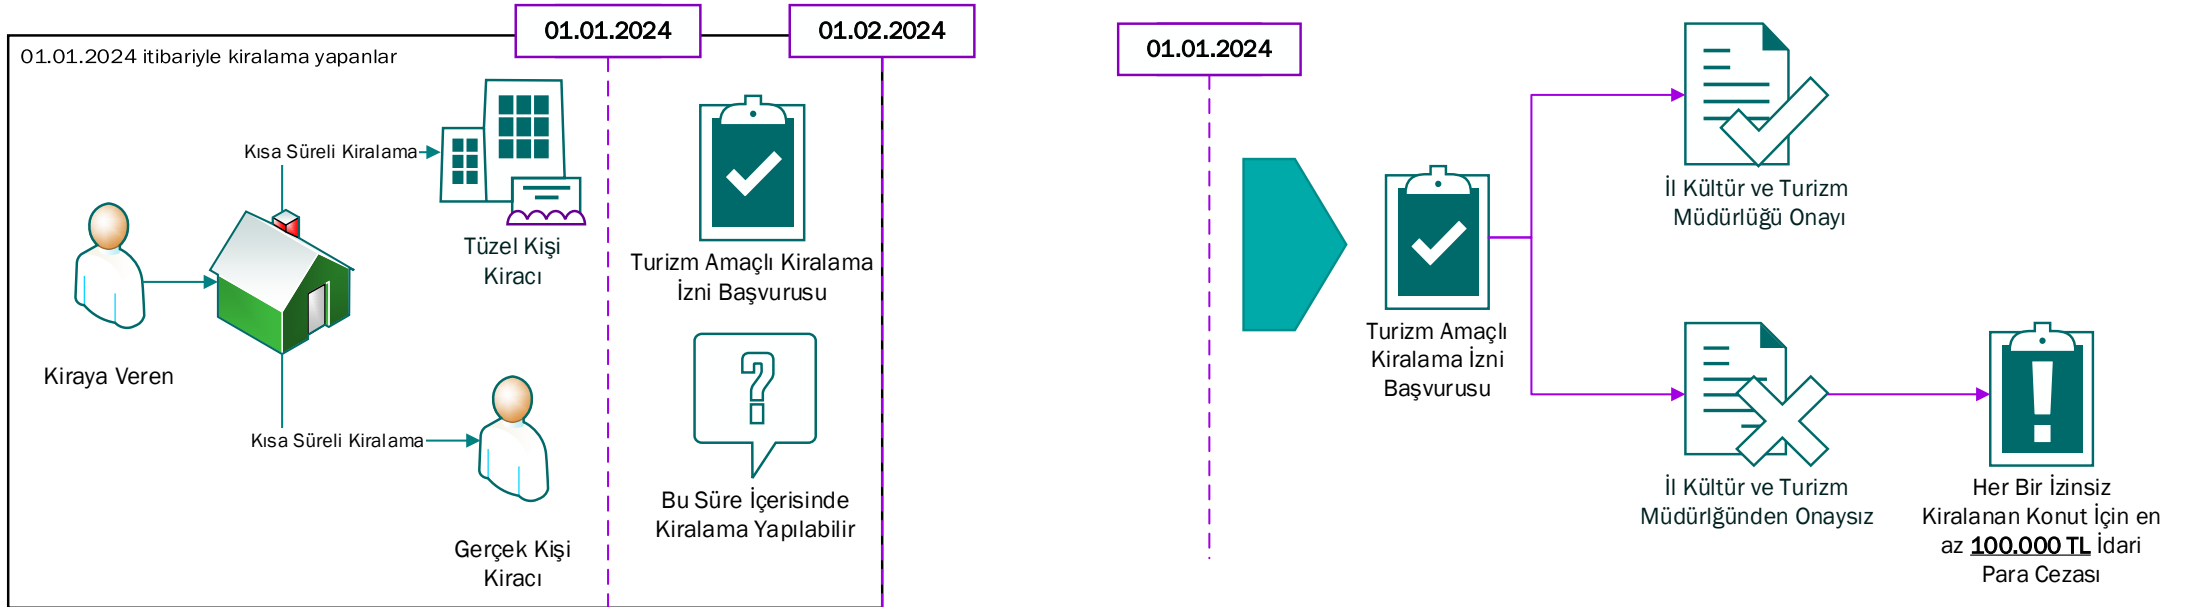 01.01.2024
01.02.2024
01.01.2024 itibariyle kiralama yapanlar
Kısa Süreli Kiralama
Tüzel Kişi
Kiracı
Kiraya Veren
Kısa Süreli Kiralama
Gerçek Kişi
Kiracı
Turizm Amaçlı Kiralama
İzni Başvurusu
Bu Süre İçerisinde
Kiralama Yapılabilir
01.01.2024
Turizm Amaçlı
Kiralama İzni
Başvurusu
İl Kültür ve Turizm
Müdürlüğü Onayı
İl Kültür ve Turizm
Müdürlğünden Onaysız
Her Bir İzinsiz
Kiralanan Konut İçin en
az 100.000 TL İdari
Para Cezası